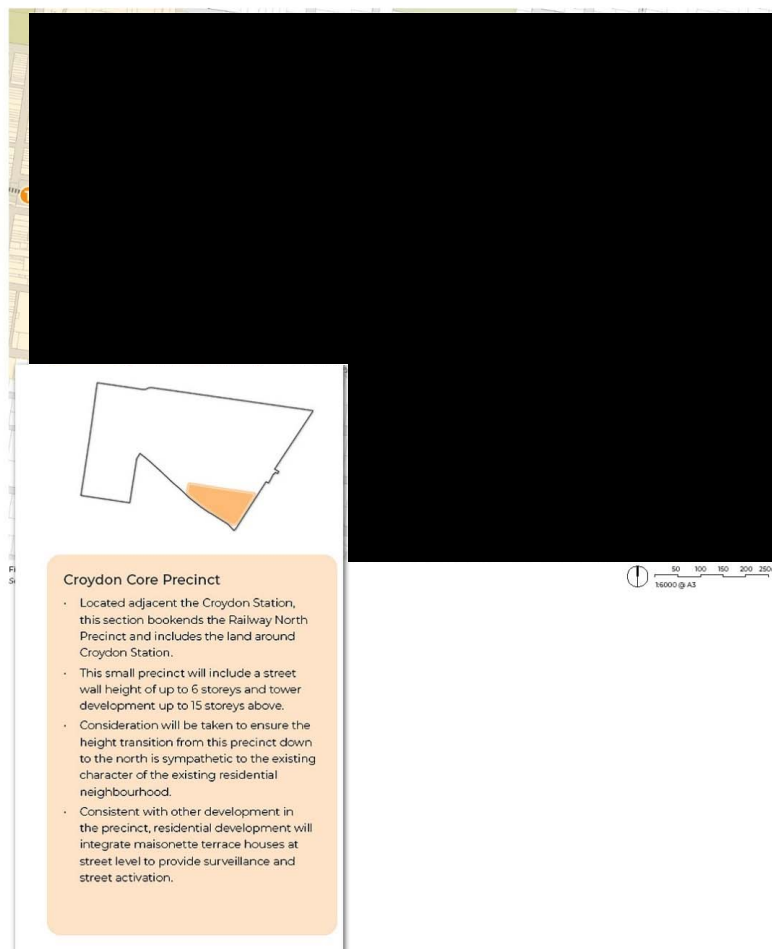 50 100 150 200 250
1:6000 @ A3
Croydon Core Precinct
· Located adjacent the Croydon Station,
this section bookends the Railway North
Precinct and includes the land around
Croydon Station.
· This small precinct will include a street
wall height of up to 6 storeys and tower
development up to 15 storeys above.
· Consideration will be taken to ensure the
height transition from this precinct down
to the north is sympathetic to the existing
character of the existing residential
neighbourhood.
· Consistent with other development in
the precinct, residential development will
integrate maisonette terrace houses at
street level to provide surveillance and
street activation.